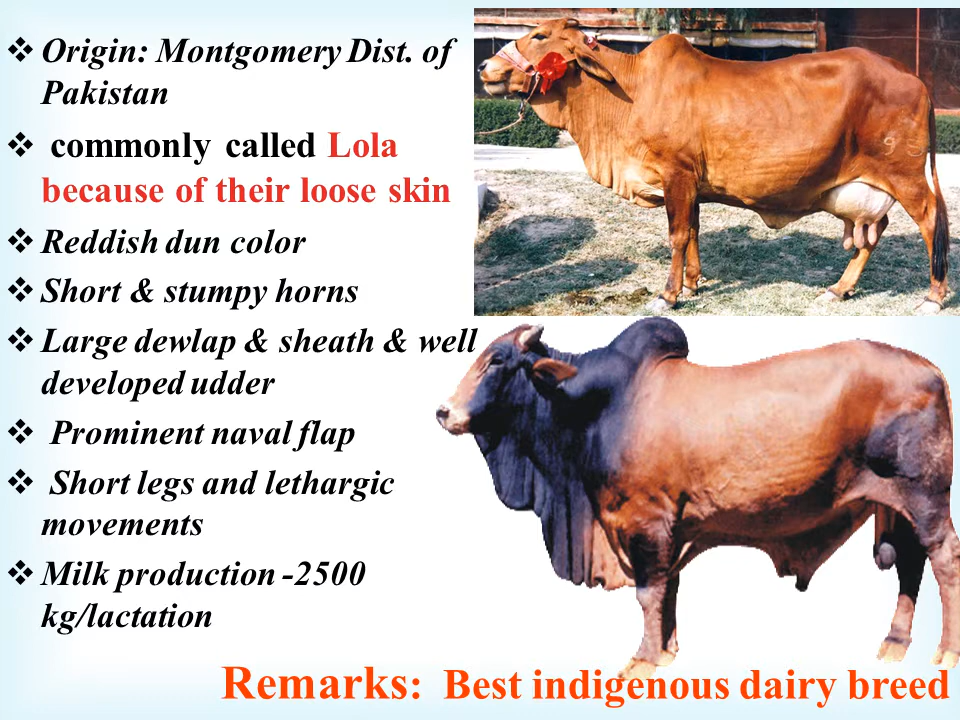 ❖ Origin: Montgomery Dist. of
Pakistan
❖ commonly called Lola
because of their loose skin
❖ Reddish dun color
❖ Short & stumpy horns
❖ Large dewlap & sheath & well
developed udder
❖ Prominent naval flap
❖ Short legs and lethargic
movements
❖ Milk production -2500
kg/lactation
Remarks: Best indigenous dairy breed